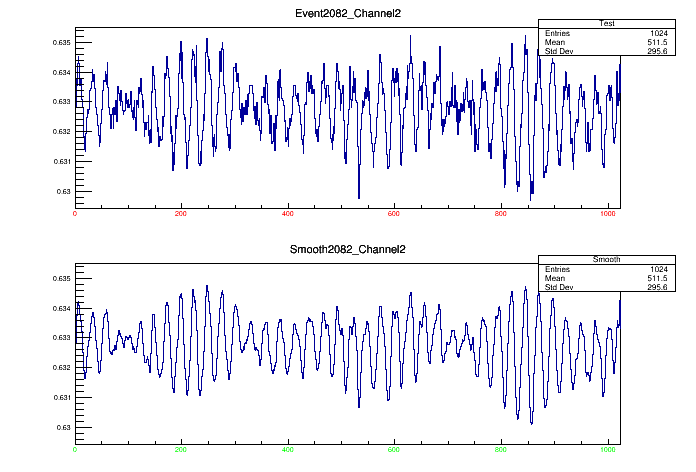 Event2082_Channel2
Test
Entries 1024
Mean 511.5
Std Dev 295.6
0.635
0.634
0.633
0.632
0.631
0.63
0 200 400 600 800 1000
Smooth2082_Channel2
Smooth
Entries 1024
Mean 511.5
Std Dev 295.6
0.635
0.634
0.633
0.632
0.631
0.63
0 200 400 600 800 1000